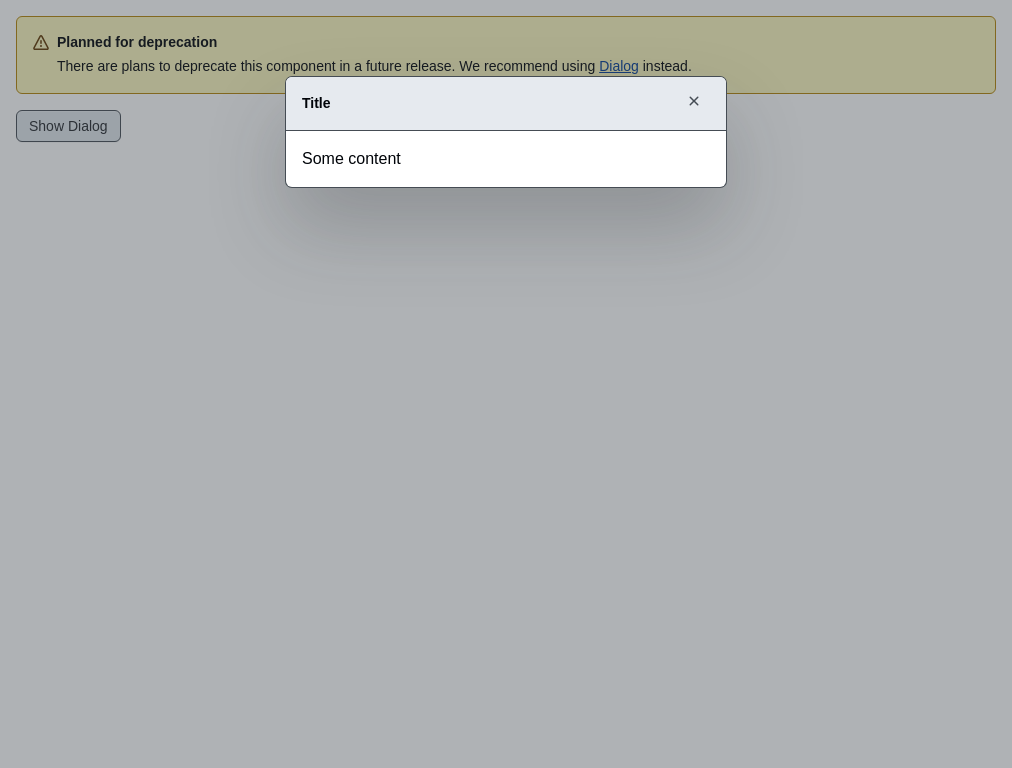 Planned for deprecation
There are plans to deprecate this component in a future release. We recommend using Dialog instead.
Title
Show Dialog
Some content